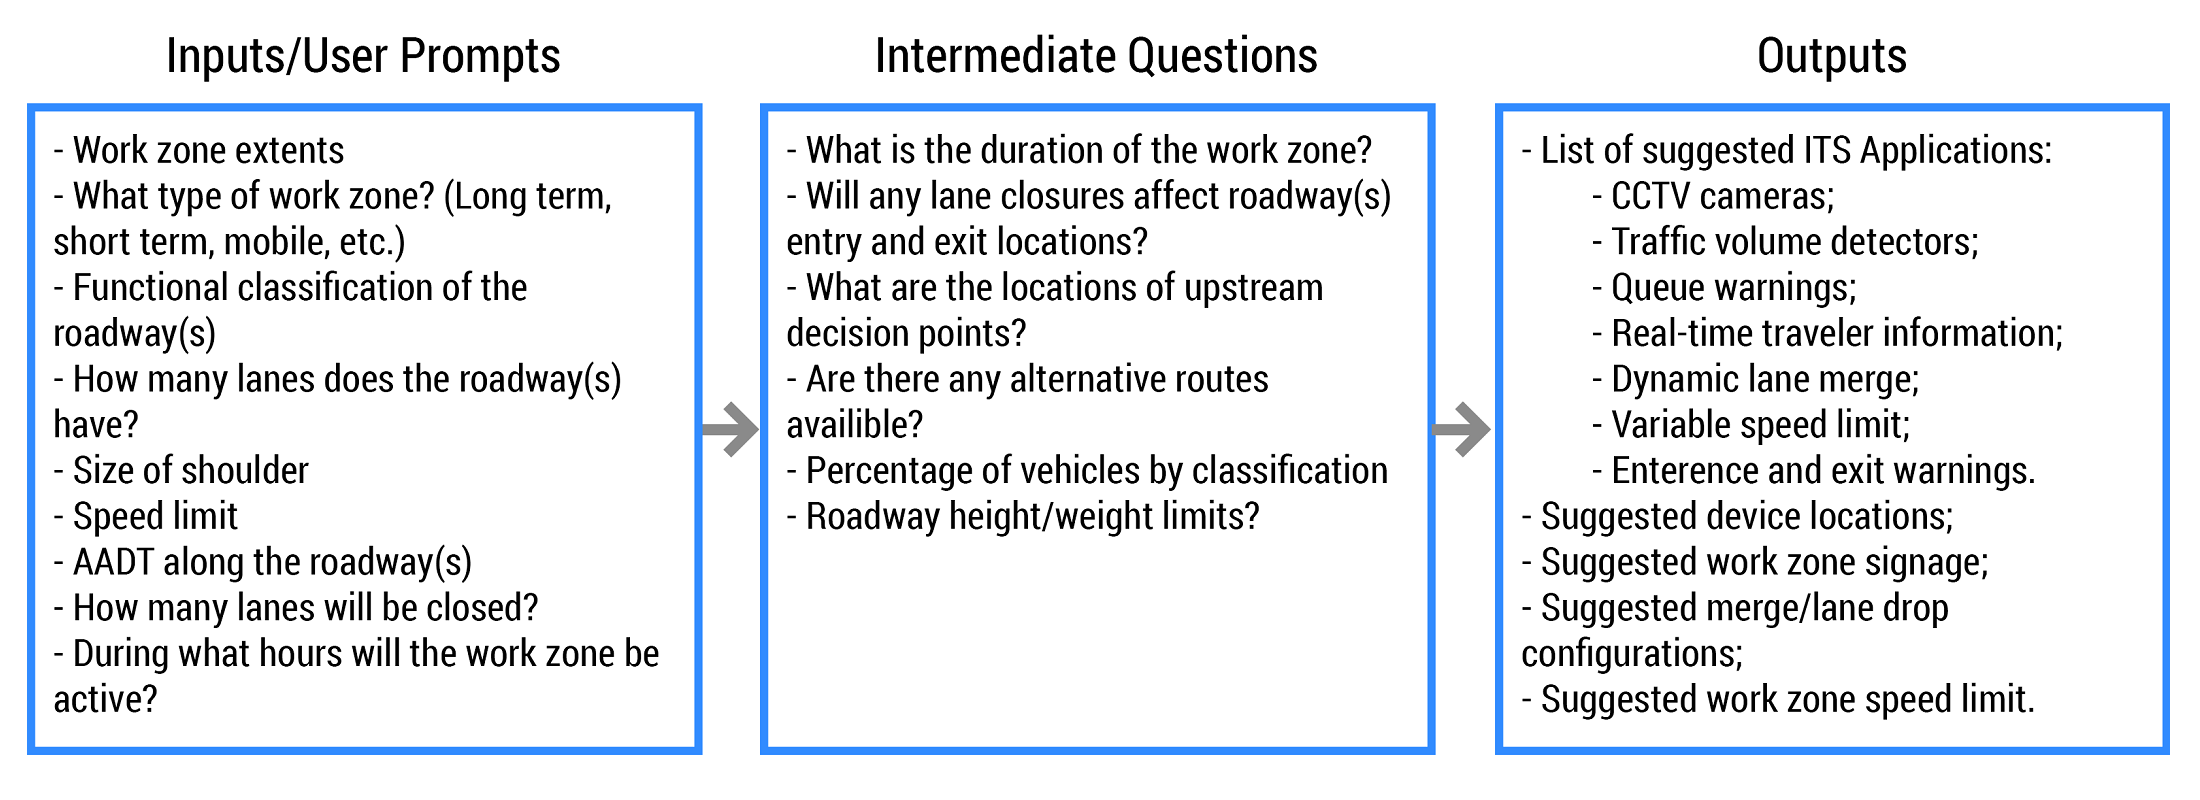 Inputs/User Prompts
- Work zone extents
- What type of work zone? (Long term,
short term, mobile, etc.)
- Functional classification of the
roadway(s)
- How many lanes does the roadway(s)
have?
- Size of shoulder
- Speed limit
- AADT along the roadway(s)
- How many lanes will be closed?
- During what hours will the work zone be
active?
Intermediate Questions
- What is the duration of the work zone?
- Will any lane closures affect roadway(s)
entry and exit locations?
- What are the locations of upstream
decision points?
- Are there any alternative routes
availible?
- Percentage of vehicles by classification
- Roadway height/weight limits?
Outputs
- List of suggested ITS Applications:
- CCTV cameras;
- Traffic volume detectors;
- Queue warnings;
- Real-time traveler information;
- Dynamic lane merge;
- Variable speed limit;
- Enterence and exit warnings.
- Suggested device locations;
- Suggested work zone signage;
- Suggested merge/lane drop
configurations;
- Suggested work zone speed limit.